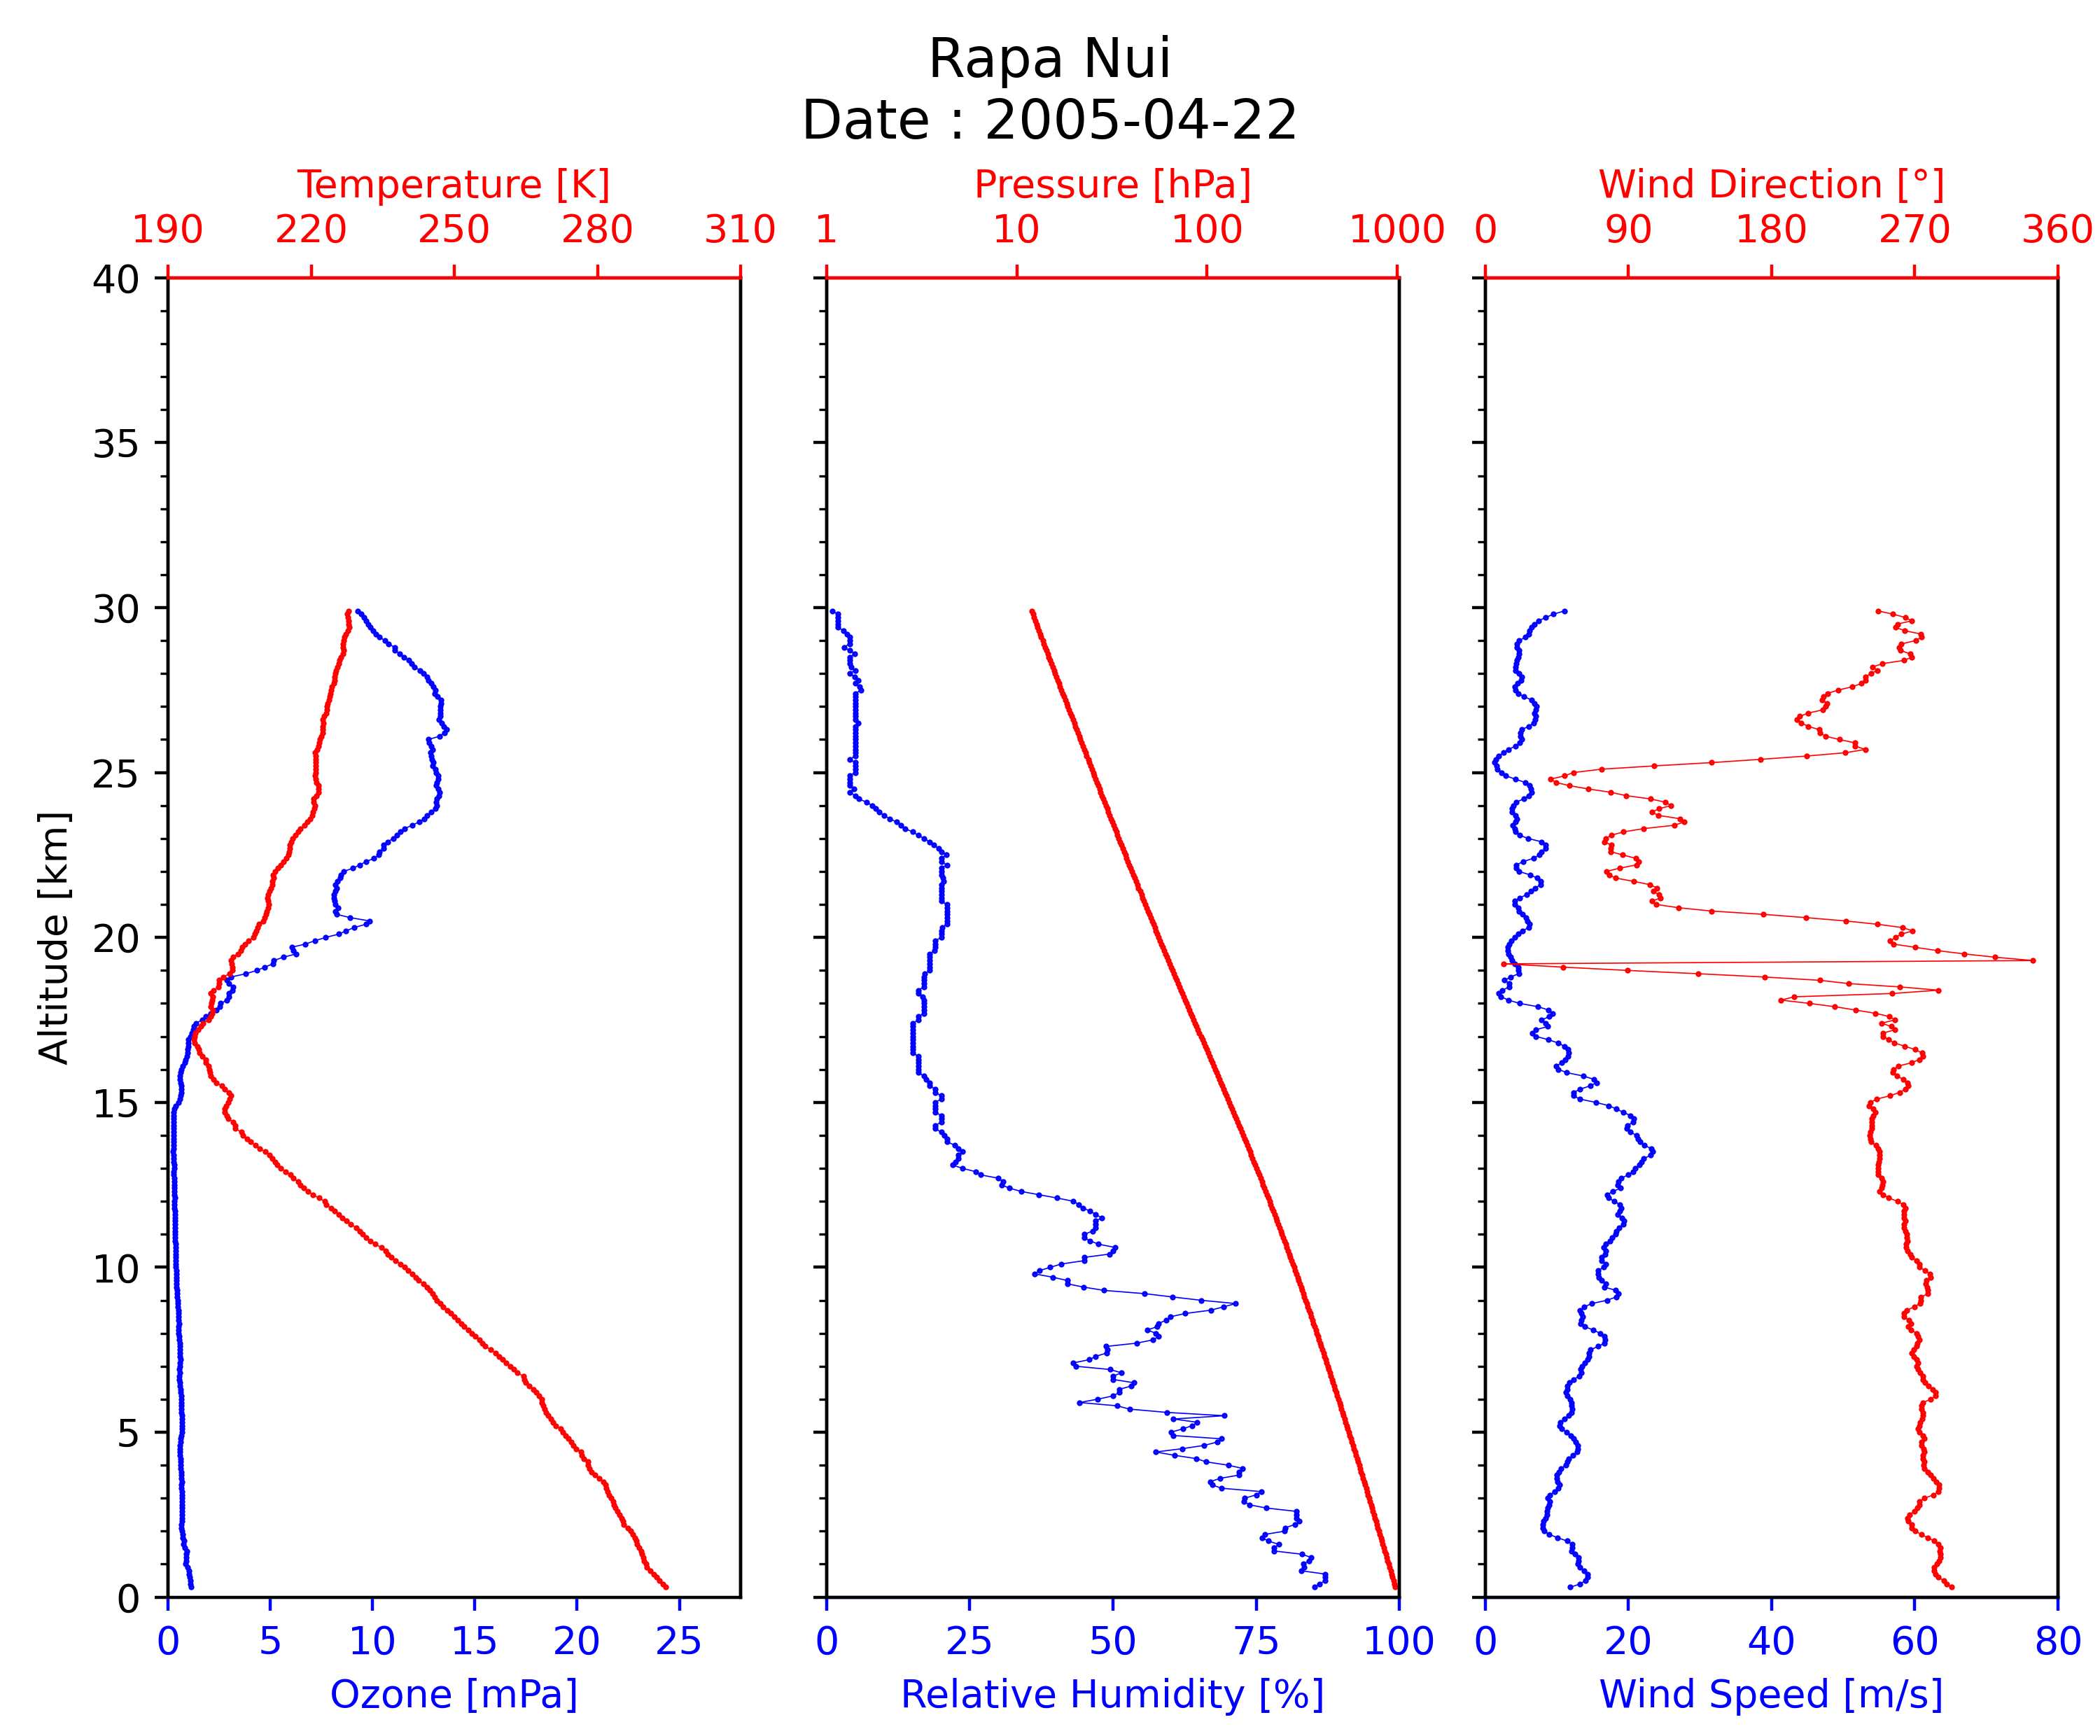 Rapa Nui
Date : 2005-04-22
Temperature [K]
190 220 250 280 310
Pressure [hPa]
1 10 100 1000
Wind Direction [°]
0 90 180 270 360
Altitude [km]
40
35
30
25
20
15
10
5
0
0 5 10 15 20 25
Ozone [mPa]
0 25 50 75 100
Relative Humidity [%]
0 20 40 60 80
Wind Speed [m/s]